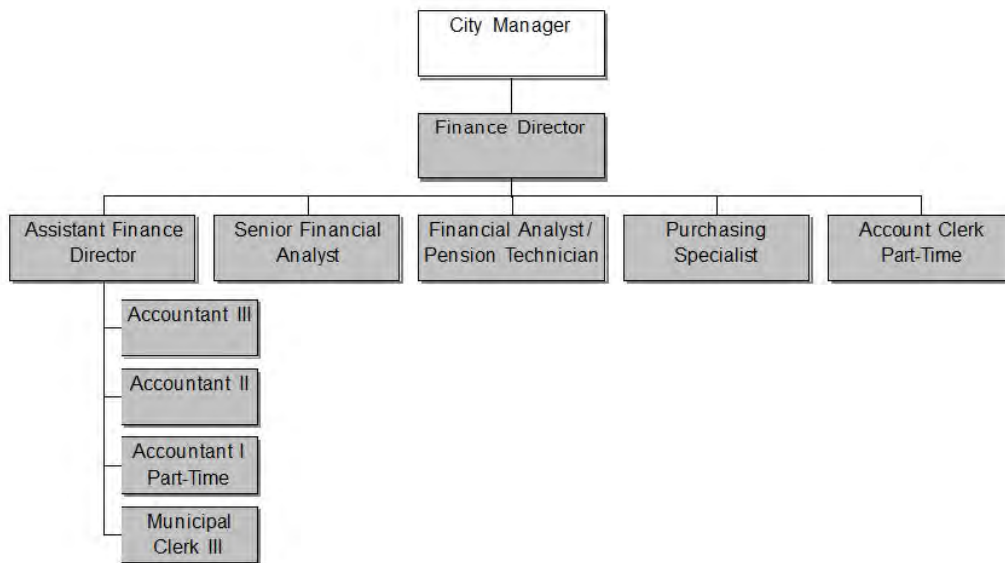 City Manager
Finance Director
Assistant Finance
Director
Senior Financial
Analyst
Financial Analyst/
Pension Technician
Purchasing
Specialist
Account Clerk
Part-Time
Accountant III
Accountant II
Accountant I
Part-Time
Municipal
Clerk III